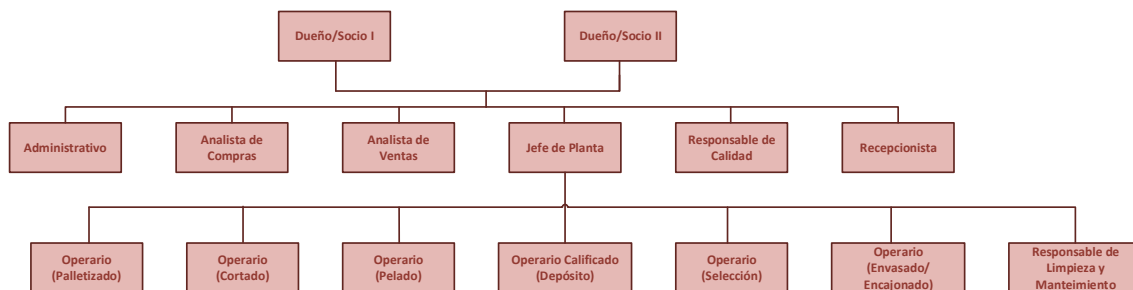 Dueño/Socio I
Dueño/Socio II
Administrativo
Analista de
Compras
Analista de
Ventas
Jefe de Planta
Responsable de
Calidad
Recepcionista
Operario
(Palletizado)
Operario
(Cortado)
Operario
(Pelado)
Operario Calificado
(Depósito)
Operario
(Selección)
Operario
(Envasado/
Encajonado)
Responsable de
Limpieza y
Manteimiento